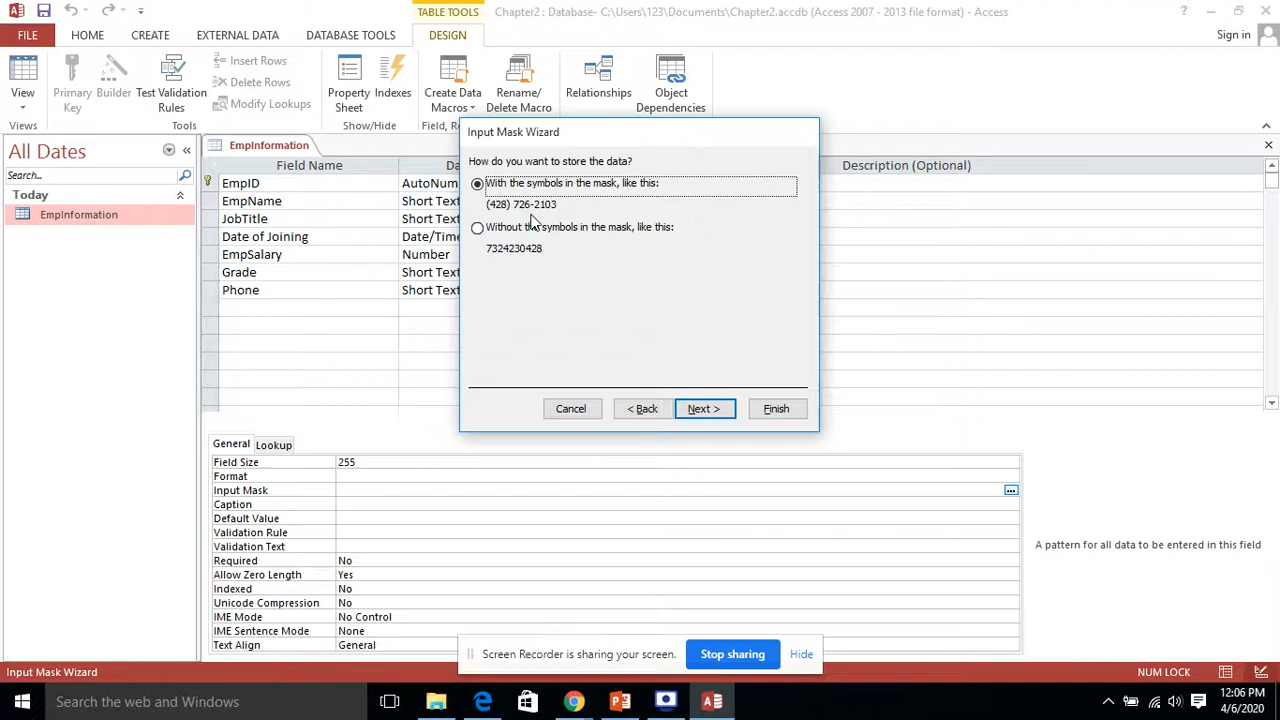 TABLE TOOLS
Chapter2 : Database- C:\Users\123\Documents\Chapter2.accdb (Access 2007 - 2013 file format) - Access
?
FILE HOME CREATE EXTERNAL DATA DATABASE TOOLS DESIGN
Sign in
View
Primary Key
Builder
Test Validation Rules
Insert Rows
Delete Rows
Modify Lookups
Property Sheet
Indexes
Create Data Macros
Rename/ Delete Macro
Relationships
Object Dependencies
Views
Tools
Show/Hide
Field, R
All Dates
Search...
Today
EmpInformation
EmpInformation
Field Name
Da
Description (Optional)
EmpID AutoNum
EmpName Short Text
JobTitle Short Text
Date of Joining Date/Time
EmpSalary Number
Grade Short Text
Phone Short Text
Input Mask Wizard
How do you want to store the data?
With the symbols in the mask, like this:
(428) 726-2103
Without the symbols in the mask, like this:
7324230428
Cancel
< Back
Next >
Finish
General Lookup
Field Size 255
Format
Input Mask
...
Caption
Default Value
Validation Rule
Validation Text
Required No
Allow Zero Length Yes
Indexed No
Unicode Compression No
IME Mode No Control
IME Sentence Mode None
Text Align General
A pattern for all data to be entered in this field
Screen Recorder is sharing your screen.
Stop sharing
Hide
Input Mask Wizard
NUM LOCK
Search the web and Windows
12:06 PM
4/6/2020